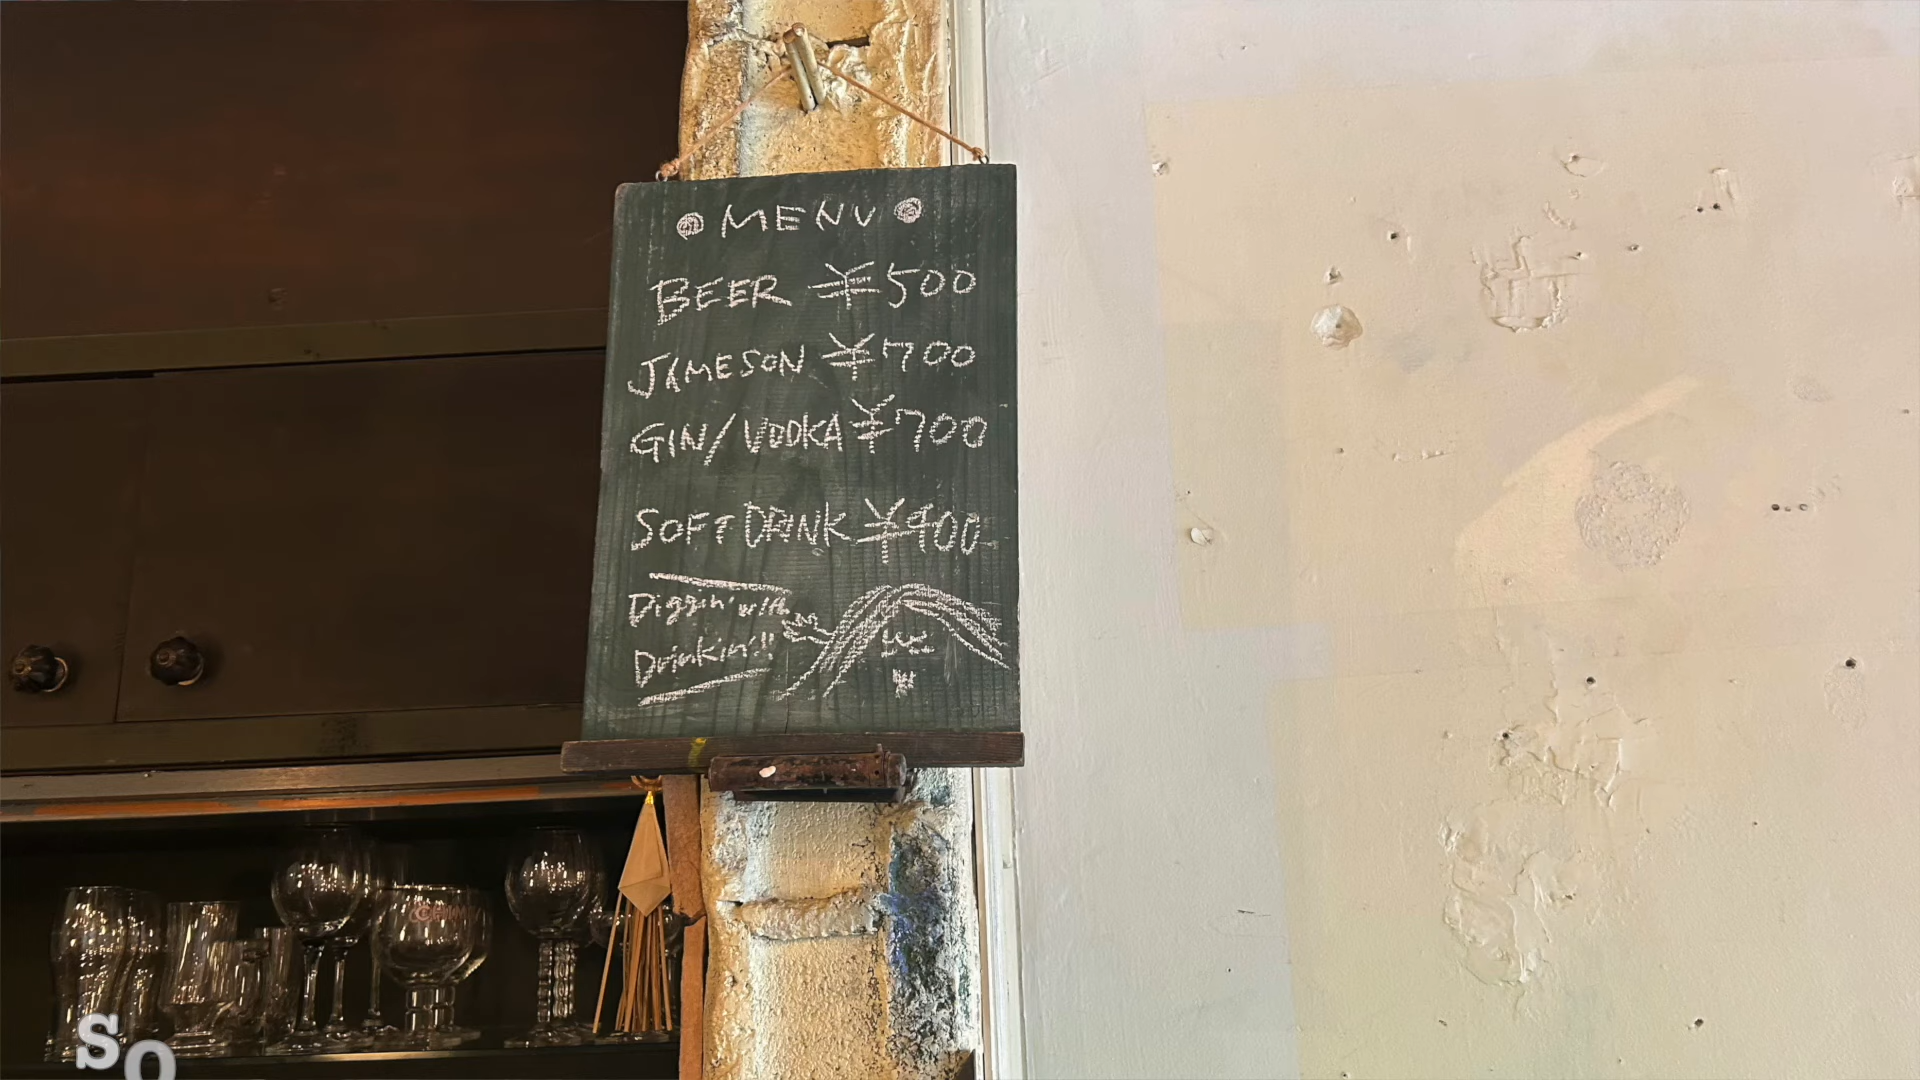 MENU
BEER ¥500
JAMESON ¥700
GIN/VODKA ¥700
SOFT DRINK ¥400
Diggin' with
Drinkin'!!
SO